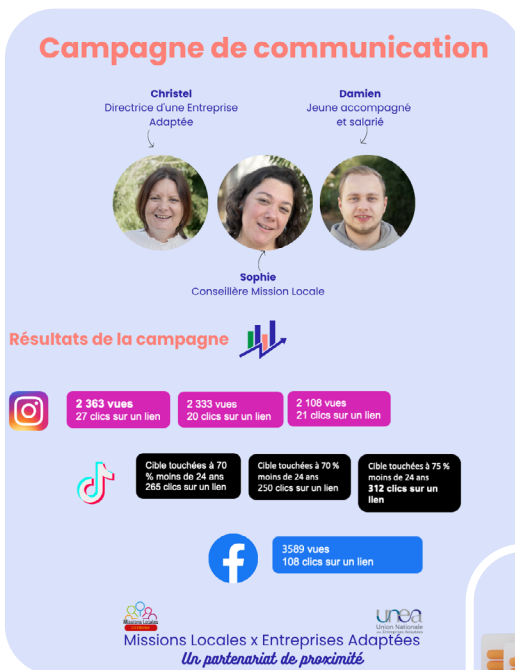 Campagne de communication
Christel
Directrice d'une Entreprise
Adaptée
Damien
Jeune accompagné
et salarié
Sophie
Conseillère Mission Locale
Résultats de la campagne
2 363 vues
27 clics sur un lien
2 333 vues
20 clics sur un lien
2 108 vues
21 clics sur un lien
Cible touchées à 70
% moins de 24 ans
265 clics sur un lien
Cible touchées à 70 %
moins de 24 ans
250 clics sur un lien
Cible touchées à 75 %
moins de 24 ans
312 clics sur un
lien
3589 vues
108 clics sur un lien
Missions Locales
unea
Union Nationale
Missions Locales x Entreprises Adaptées
Un partenariat de proximité